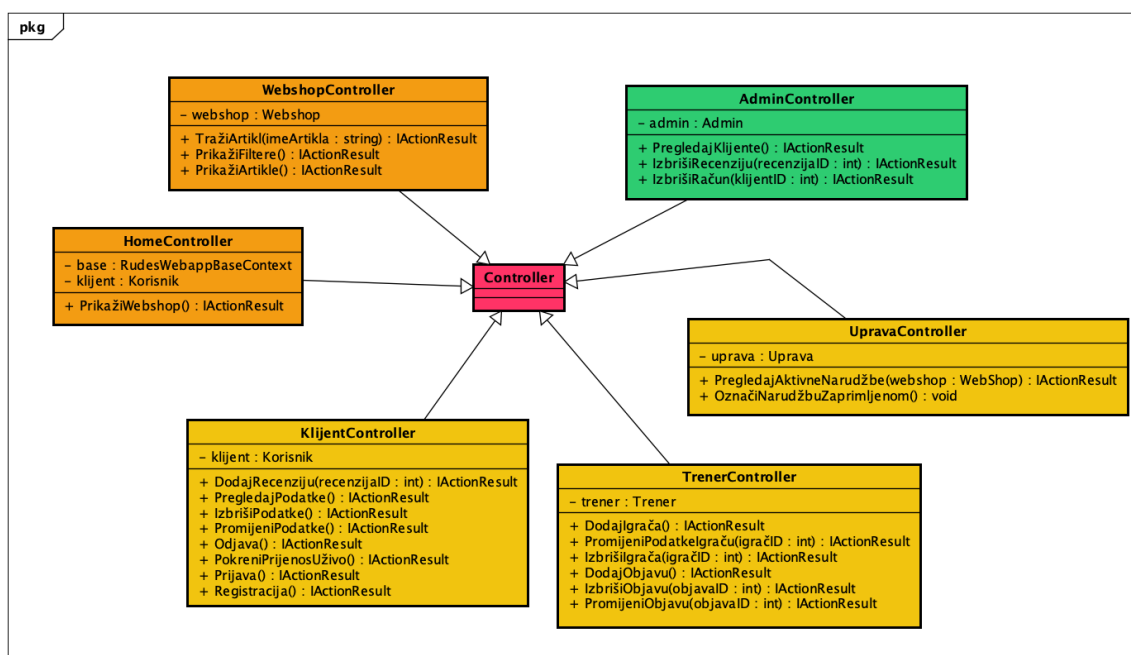 pkg
WebshopController
– webshop : Webshop
+ TražiArtikl(imeArtikla : string) : IActionResult
+ PrikažiFiltere() : IActionResult
+ PrikažiArtikle() : IActionResult
AdminController
– admin : Admin
+ PregledajKlijente() : IActionResult
+ IzbrišiRecenziju(recenzijaID : int) : IActionResult
+ IzbrišiRačun(klijentID : int) : IActionResult
HomeController
– base : RudesWebappBaseContext
– klijent : Korisnik
+ PrikažiWebshop() : IActionResult
Controller
UpravaController
– uprava : Uprava
+ PregledajAktivneNarudžbe(webshop : WebShop) : IActionResult
+ OznačiNarudžbuZaprimljenom() : void
KlijentController
– klijent : Korisnik
+ DodajRecenziju(recenzijaID : int) : IActionResult
+ PregledajPodatke() : IActionResult
+ IzbrišiPodatke() : IActionResult
+ PromijeniPodatke() : IActionResult
+ Odjava() : IActionResult
+ PokreniPrijenosUživo() : IActionResult
+ Prijava() : IActionResult
+ Registracija() : IActionResult
TrenerController
– trener : Trener
+ DodajIgrača() : IActionResult
+ PromijeniPodatkeIgraču(igračID : int) : IActionResult
+ IzbrišiIgrača(igračID : int) : IActionResult
+ DodajObjavu() : IActionResult
+ IzbrišiObjavu(objavaID : int) : IActionResult
+ PromijeniObjavu(objavaID : int) : IActionResult